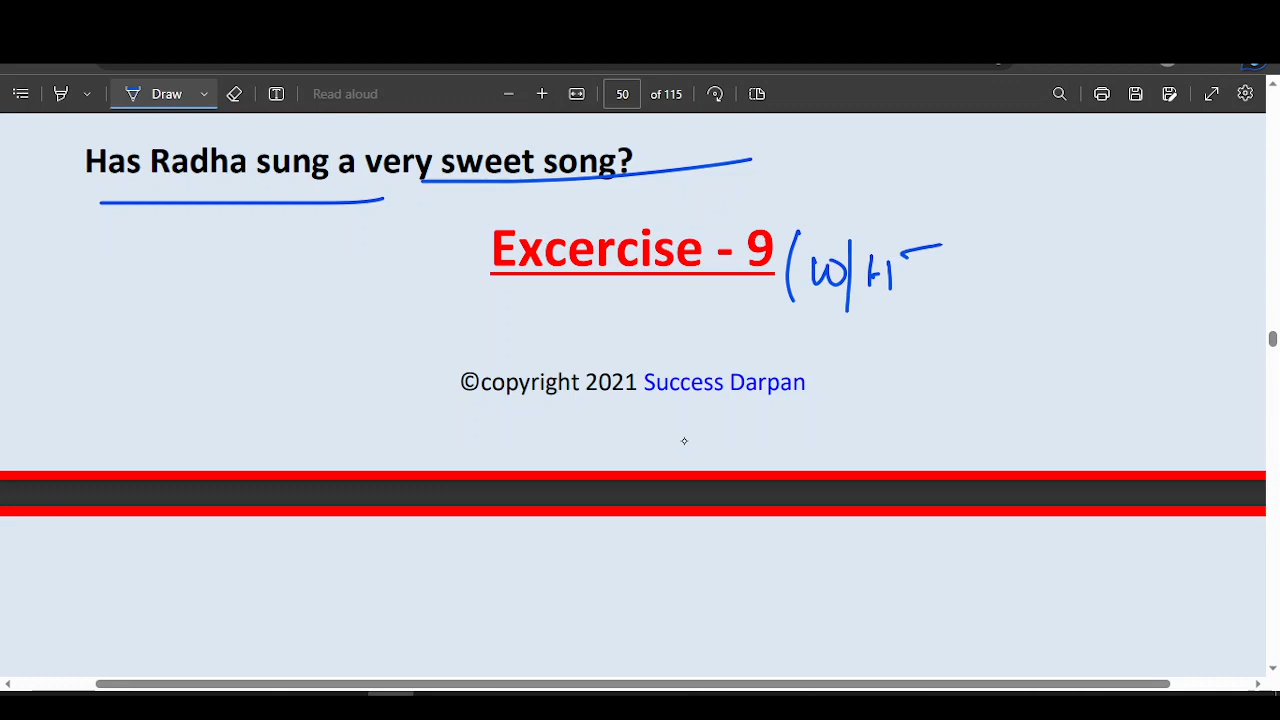 Draw
Read aloud
50 of 115
Has Radha sung a very sweet song?
Excercise - 9 (W/H
©copyright 2021 Success Darpan